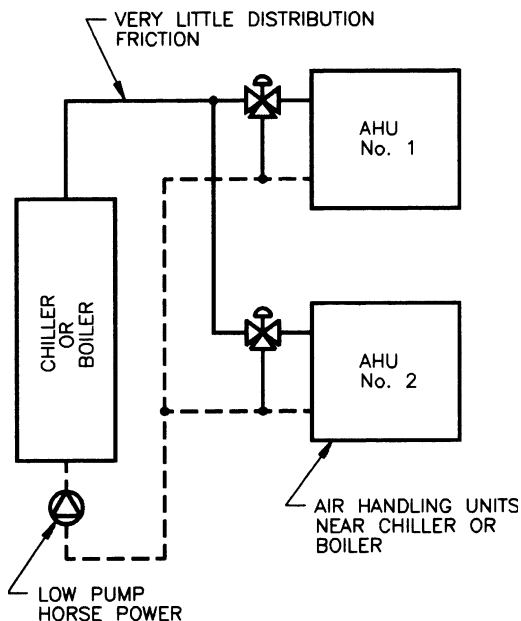 VERY LITTLE DISTRIBUTION
FRICTION
AHU
No. 1
CHILLER
OR
BOILER
AHU
No. 2
AIR HANDLING UNITS
NEAR CHILLER OR
BOILER
LOW PUMP
HORSE POWER